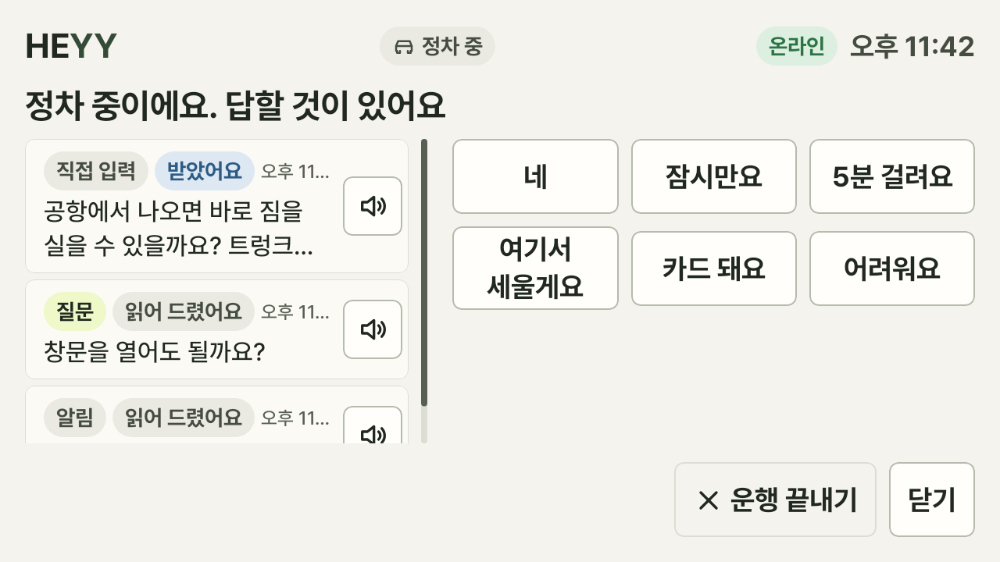 HEYY
정차 중
온라인 오후 11:42
정차 중이에요. 답할 것이 있어요
직접 입력 받았어요 오후 11...
공항에서 나오면 바로 짐을
실을 수 있을까요? 트렁크...
질문 읽어 드렸어요 오후 11...
창문을 열어도 될까요?
알림 읽어 드렸어요 오후 11...
네
잠시만요
5분 걸려요
여기서
세울게요
카드 돼요
어려워요
운행 끝내기
닫기